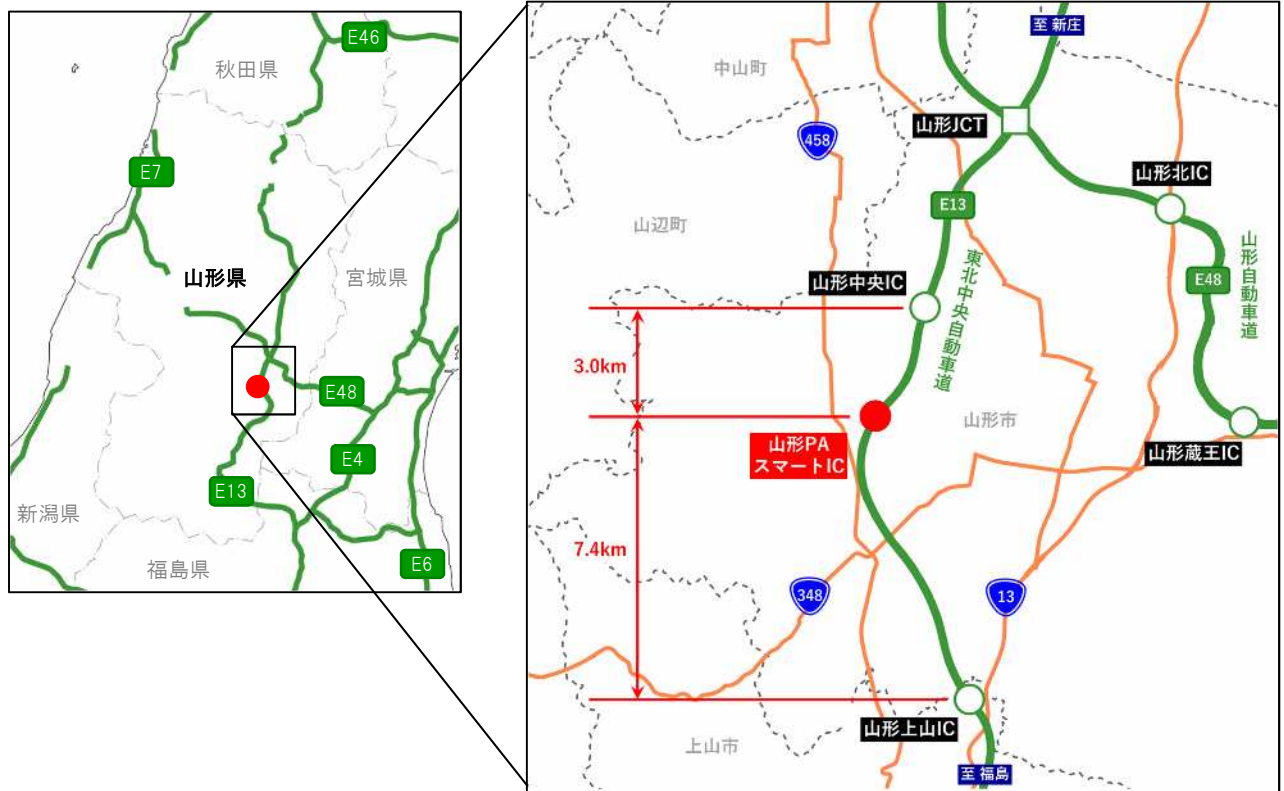 E46
秋田県
E7
山形県
宮城県
E48
E4
E13
新潟県
福島県
E6
至 新庄
中山町
山形JCT
458
山形北IC
E13
山辺町
山形自動車道
山形中央IC
東北中央自動車道
E48
3.0km
山形市
山形PA
スマートIC
山形蔵王IC
7.4km
348
13
山形上山IC
上山市
至 福島